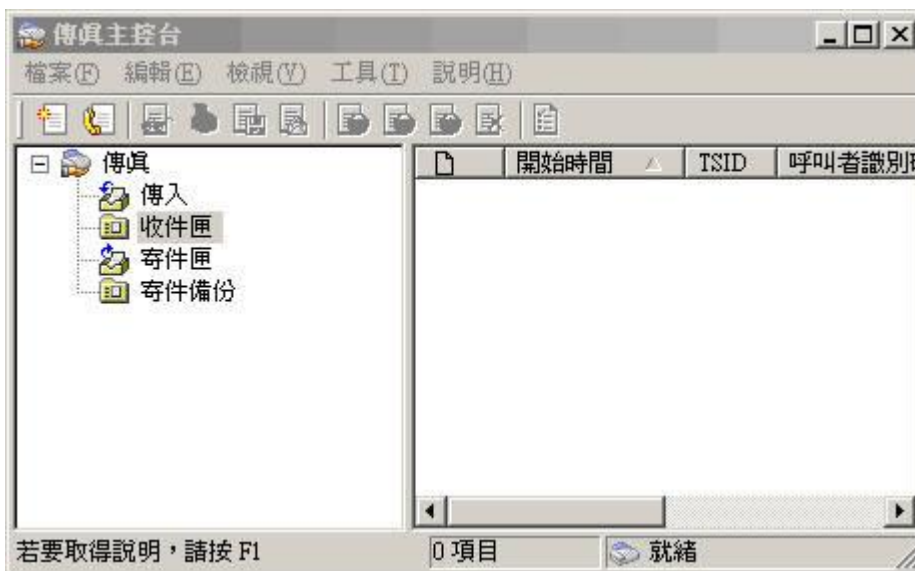 傳真主控台
檔案(F) 編輯(E) 檢視(V) 工具(T) 說明(H)
開始時間 TSID 呼叫者識別
傳真
傳入
收件匣
寄件匣
寄件備份
若要取得說明，請按 F1 0 項目 就緒